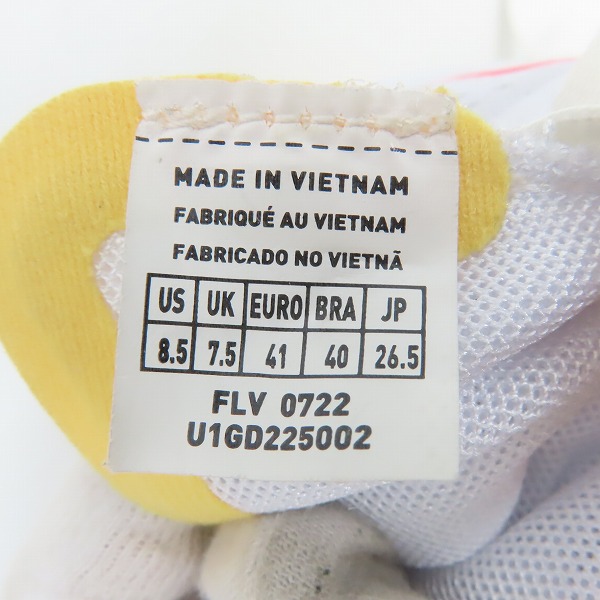 MADE IN VIETNAM
FABRIQUÉ AU VIETNAM
FABRICADO NO VIETNÃ
US UK EURO BRA JP
8.5 7.5 41 40 26.5
FLV 0722
U1GD225002